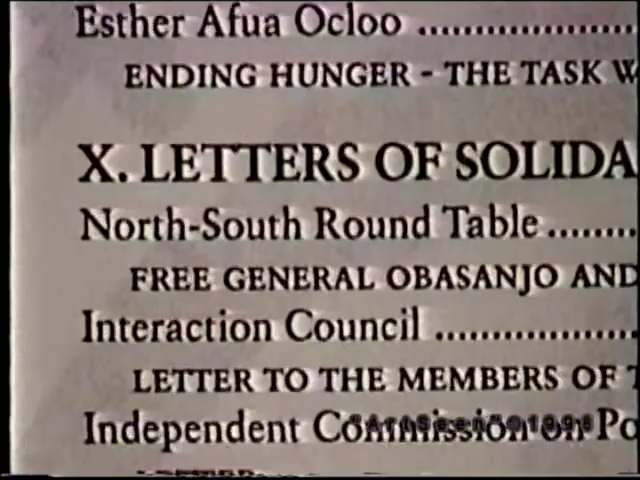 Esther Afua Ocloo ....................
ENDING HUNGER - THE TASK W
X. LETTERS OF SOLIDA
North-South Round Table ........
FREE GENERAL OBASANJO AND
Interaction Council ..................
LETTER TO THE MEMBERS OF T
Independent Commission on Po